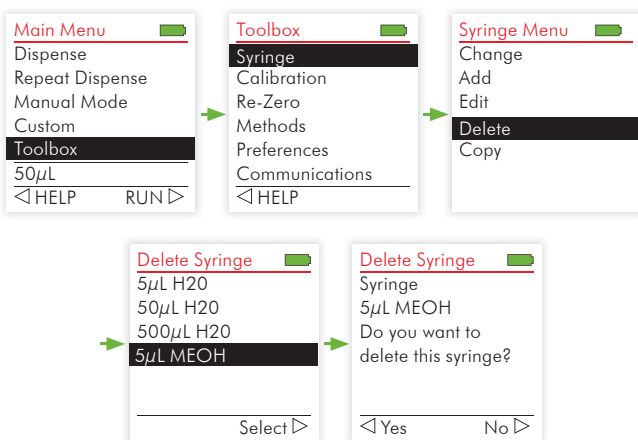 Main Menu
Dispense
Repeat Dispense
Manual Mode
Custom
Toolbox
50µL
◁ HELP RUN ▷
Toolbox
Syringe
Calibration
Re-Zero
Methods
Preferences
Communications
◁ HELP
Syringe Menu
Change
Add
Edit
Delete
Copy
Delete Syringe
5µL H20
50µL H20
500µL H20
5µL MEOH
Select ▷
Delete Syringe
Syringe
5µL MEOH
Do you want to
delete this syringe?
◁ Yes No ▷